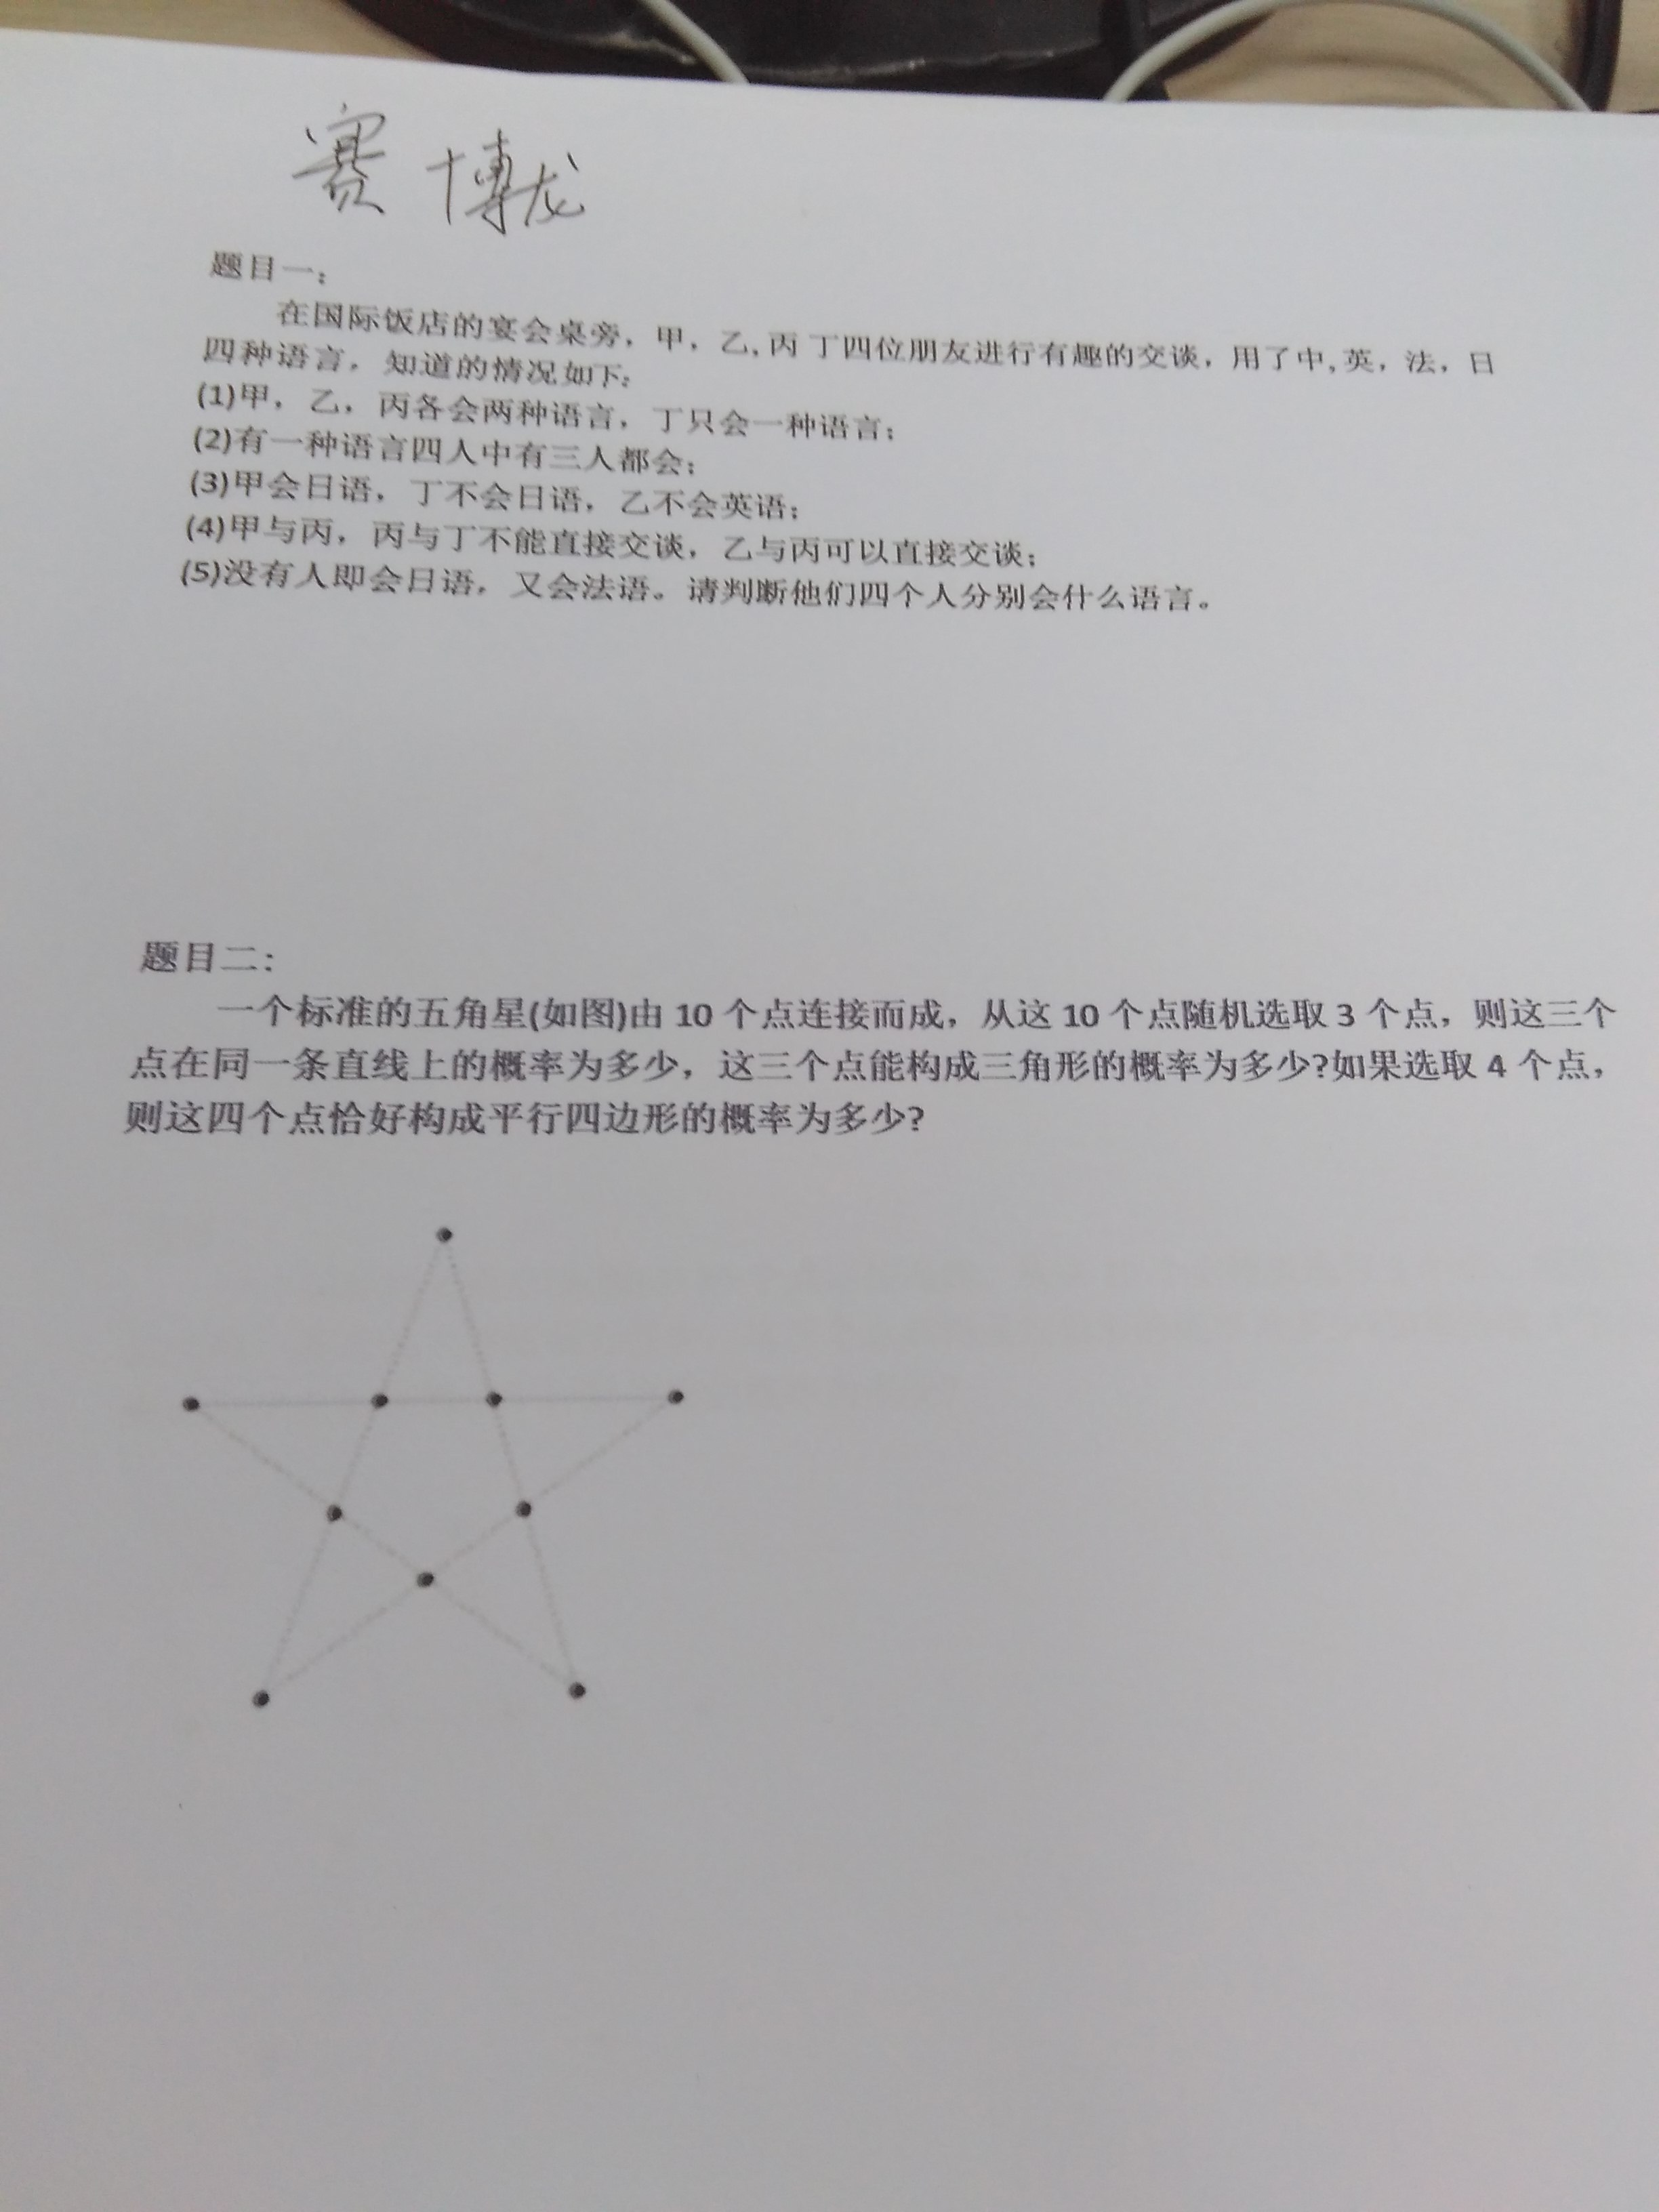 赛博龙
题目一：
在国际饭店的宴会桌旁，甲，乙,丙 丁四位朋友进行有趣的交谈，用了中,英，法，日
四种语言，知道的情况如下：
(1)甲，乙，丙各会两种语言，丁只会一种语言；
(2)有一种语言四人中有三人都会；
(3)甲会日语，丁不会日语，乙不会英语；
(4)甲与丙，丙与丁不能直接交谈，乙与丙可以直接交谈；
(5)没有人即会日语，又会法语。请判断他们四个人分别会什么语言。
题目二：
一个标准的五角星(如图)由 10 个点连接而成，从这 10 个点随机选取 3 个点，则这三个
点在同一条直线上的概率为多少，这三个点能构成三角形的概率为多少?如果选取 4 个点，
则这四个点恰好构成平行四边形的概率为多少?